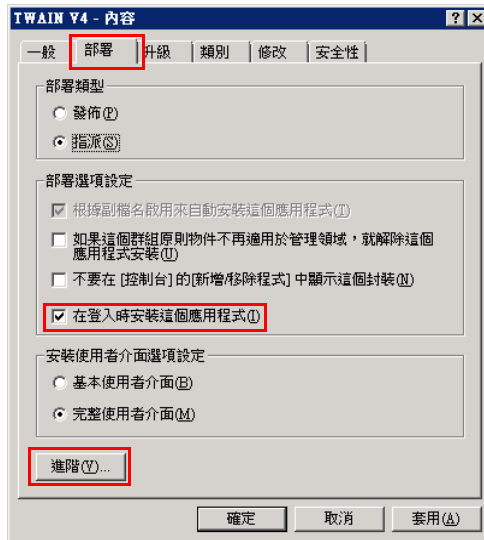 TWAIN V4 - 內容
一般 部署 升級 類別 修改 安全性
部署類型
發佈(P)
指派(S)
部署選項設定
根據副檔名啟用來自動安裝這個應用程式(T)
如果這個群組原則物件不再適用於管理領域，就解除這個
應用程式安裝(U)
不要在 [控制台] 的[新增/移除程式] 中顯示這個封裝(N)
在登入時安裝這個應用程式(I)
安裝使用者介面選項設定
基本使用者介面(B)
完整使用者介面(M)
進階(V)...
確定 取消 套用(A)